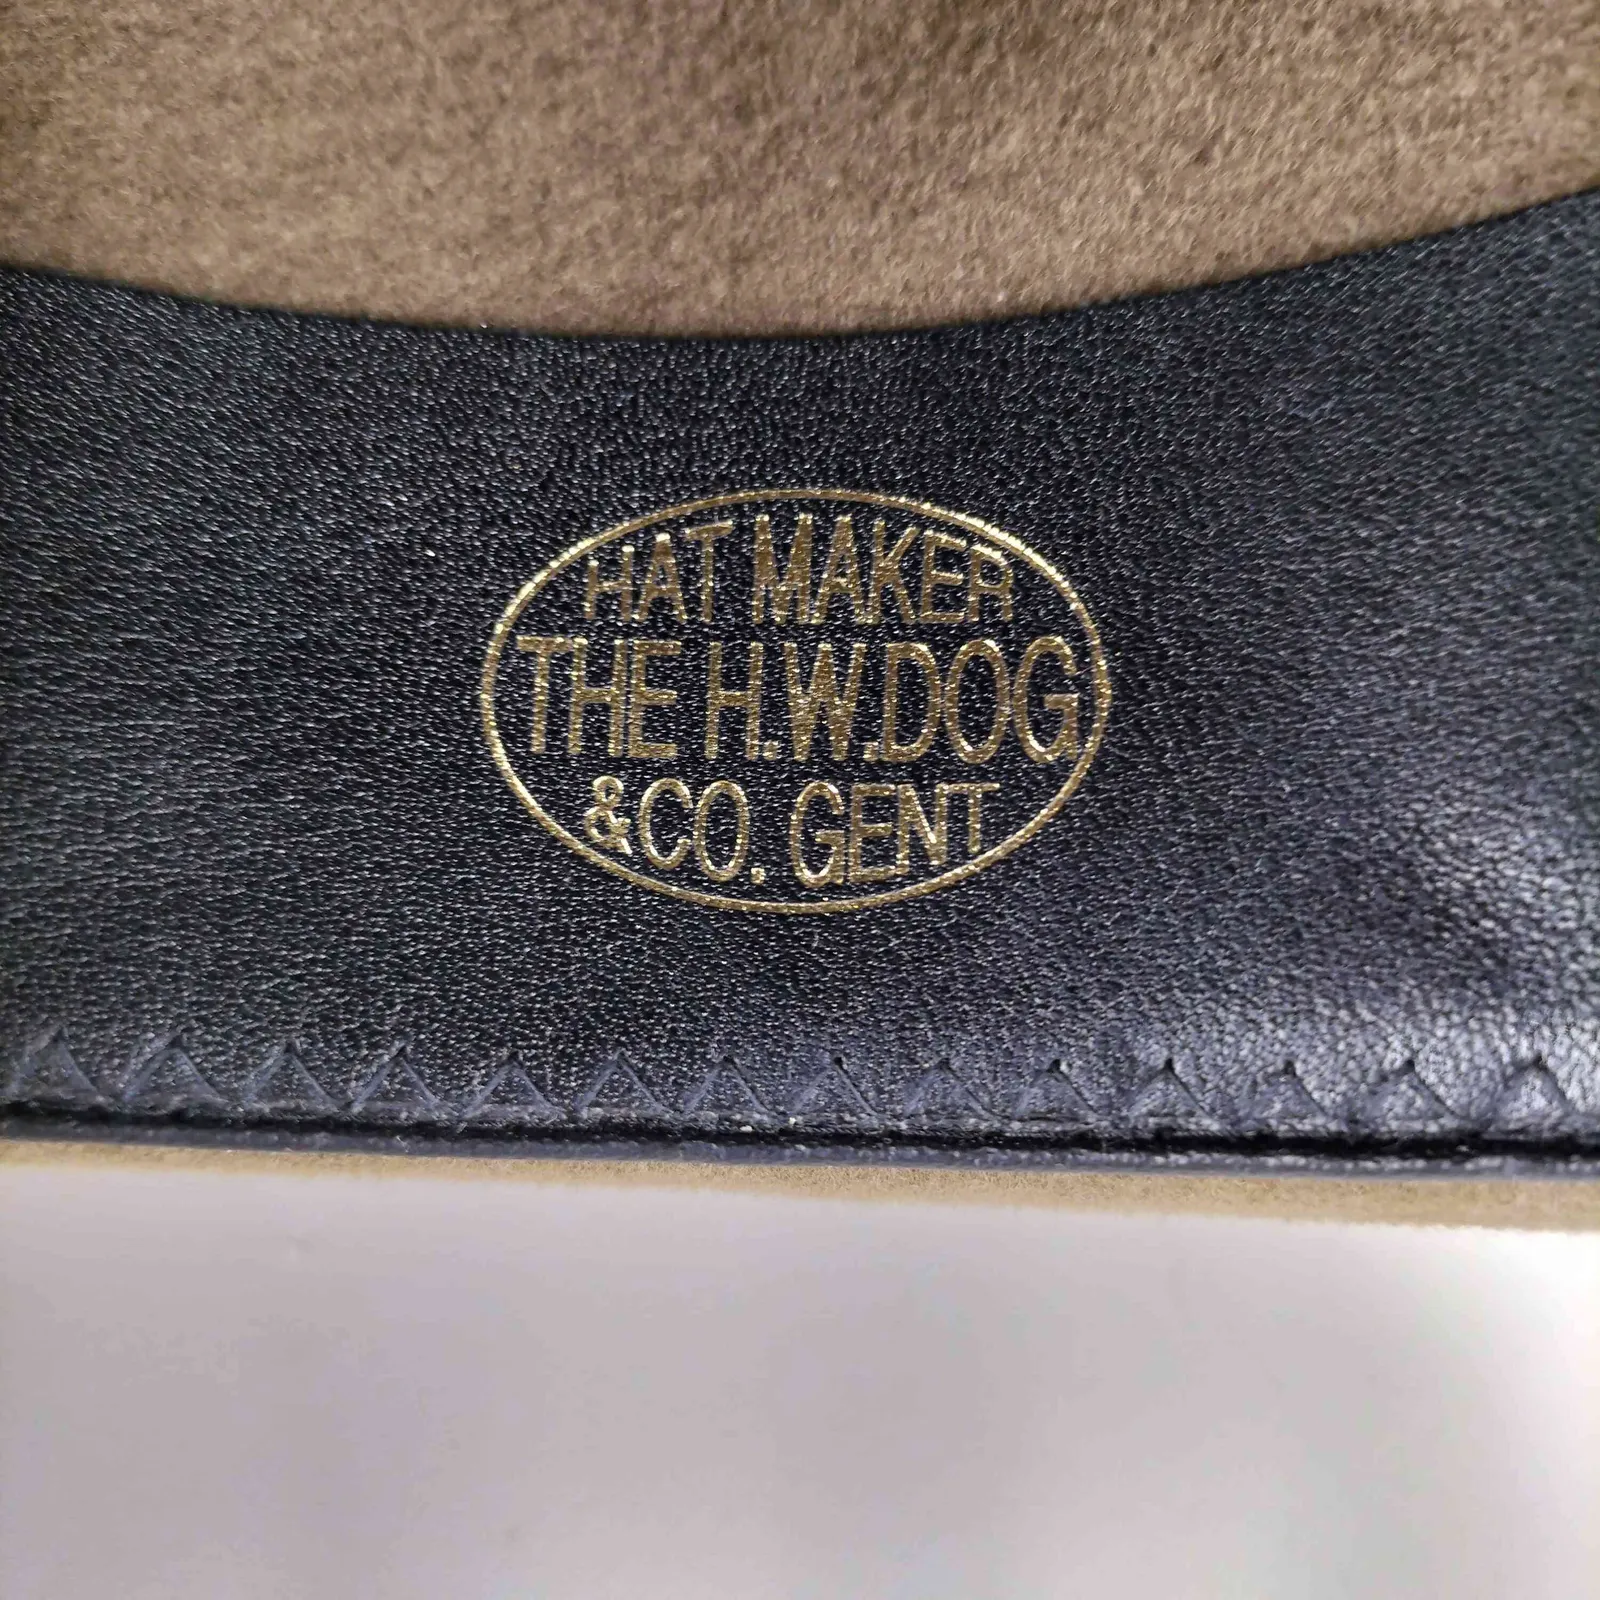 HAT MAKER
THE H.W.DOG
&CO. GENT